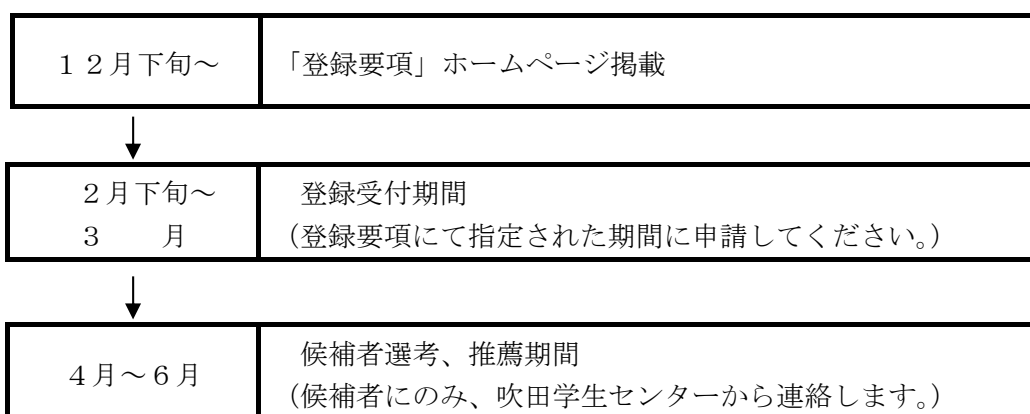 １２月下旬～ 「登録要項」ホームページ掲載
２月下旬～ 登録受付期間
３　　月 （登録要項にて指定された期間に申請してください。）
４月～６月 候補者選考、推薦期間
（候補者にのみ、吹田学生センターから連絡します。）